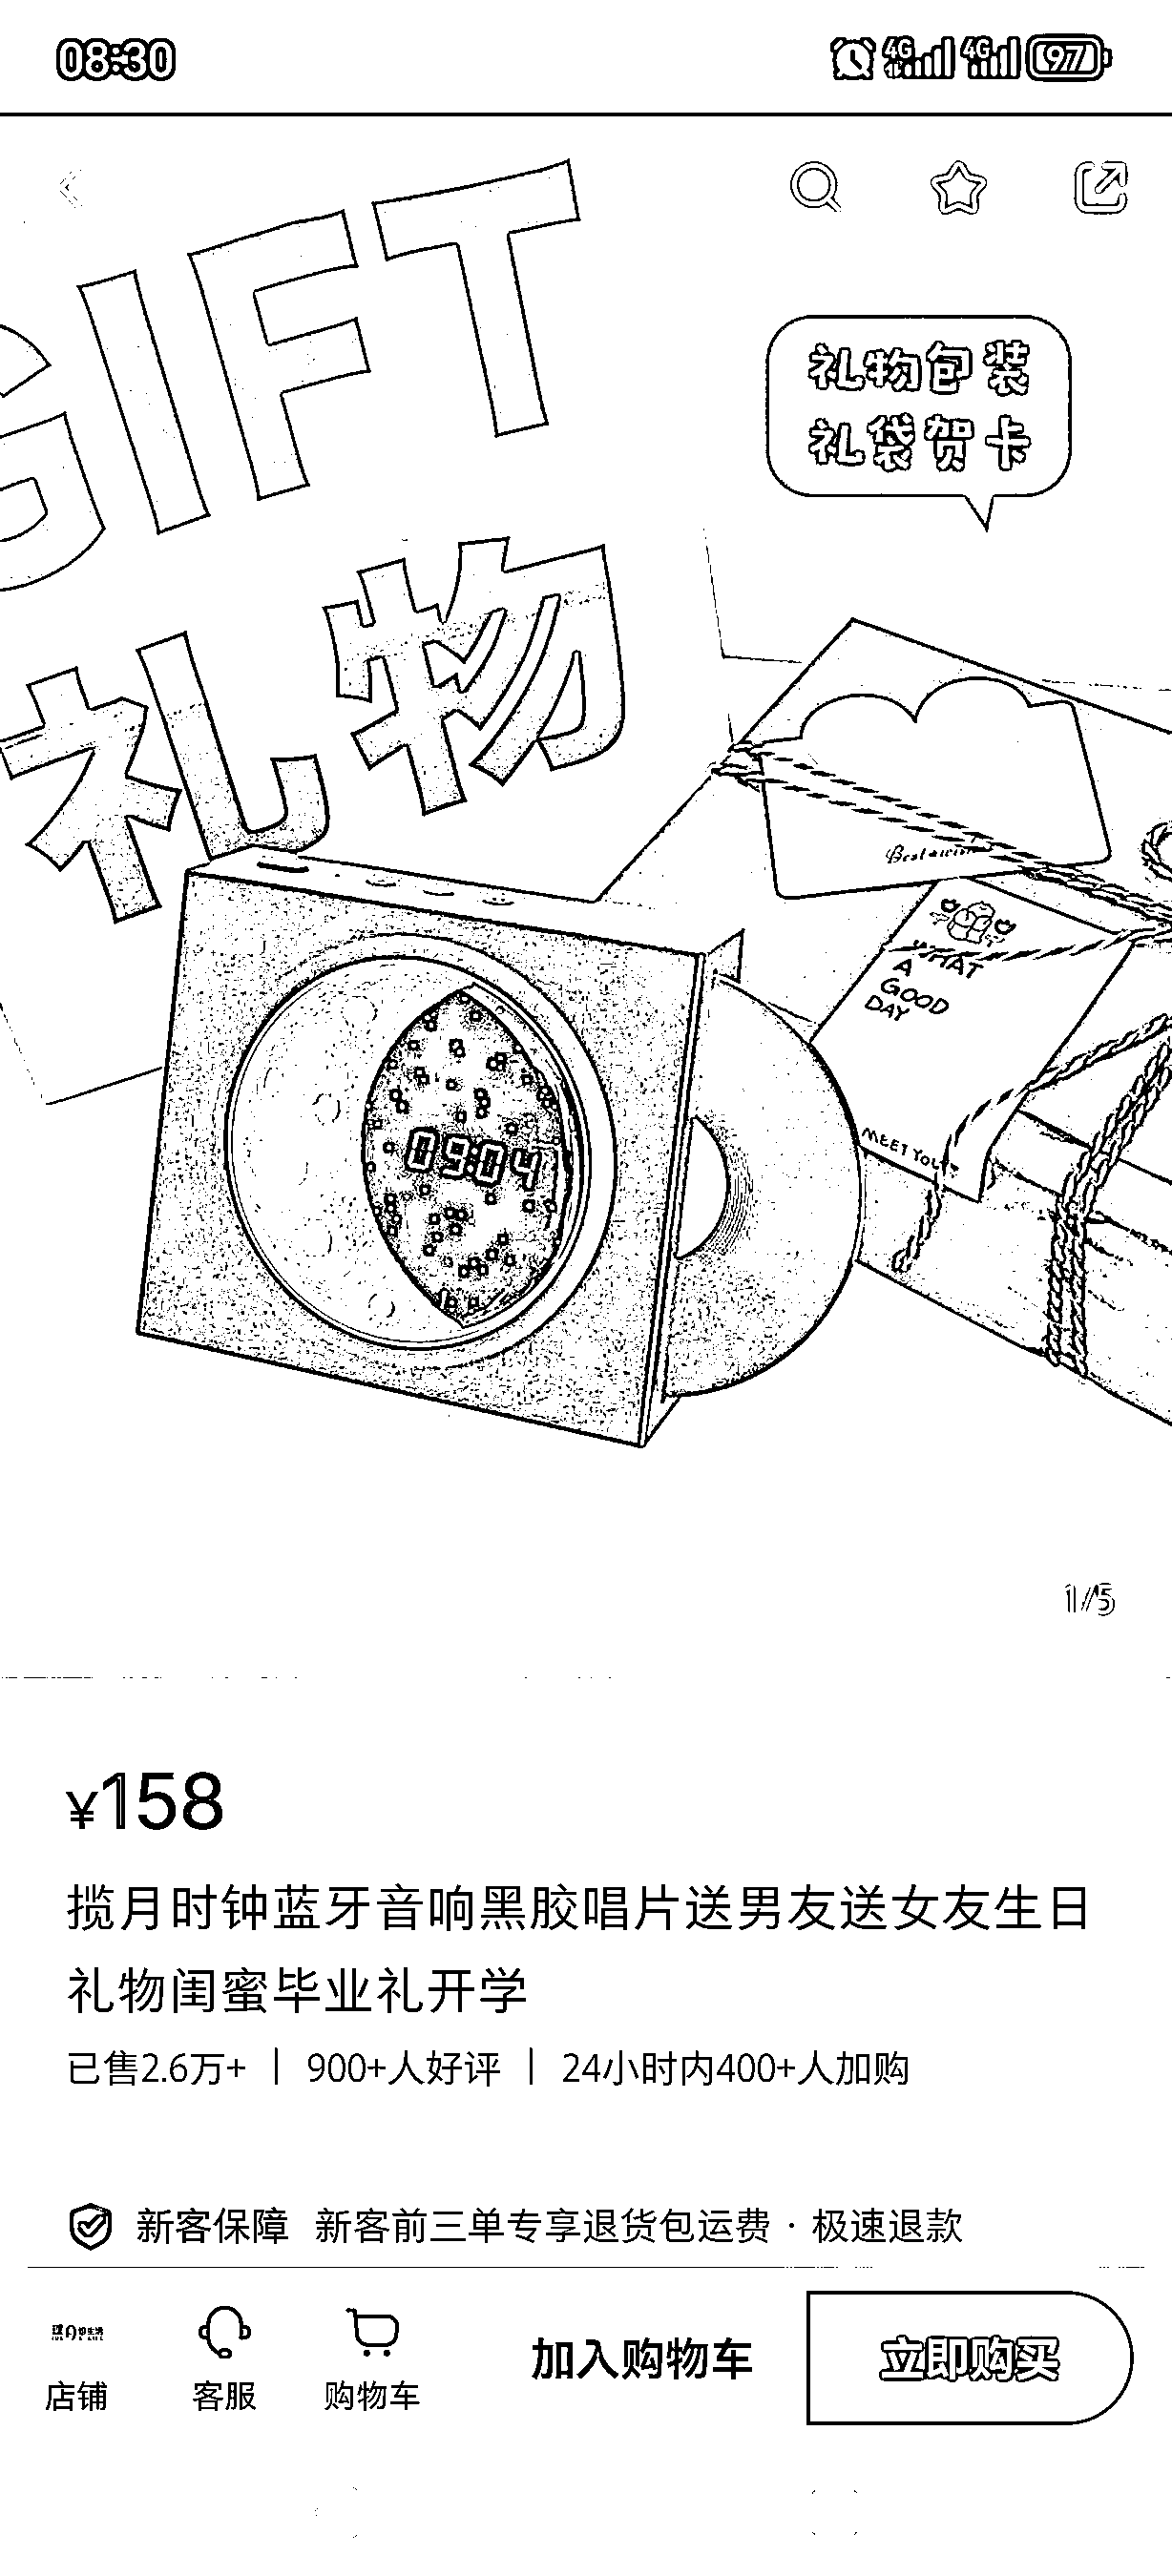 08:30
4G 4G 97
GIFT
礼物包装
礼袋贺卡
礼物
WHAT
A
GOOD
DAY
09:04
MEET YOU
1/5
¥158
揽月时钟蓝牙音响黑胶唱片送男友送女友生日
礼物闺蜜毕业礼开学
已售2.6万+ | 900+人好评 | 24小时内400+人加购
新客保障 新客前三单专享退货包运费 · 极速退款
加入购物车
立即购买
店铺 客服 购物车